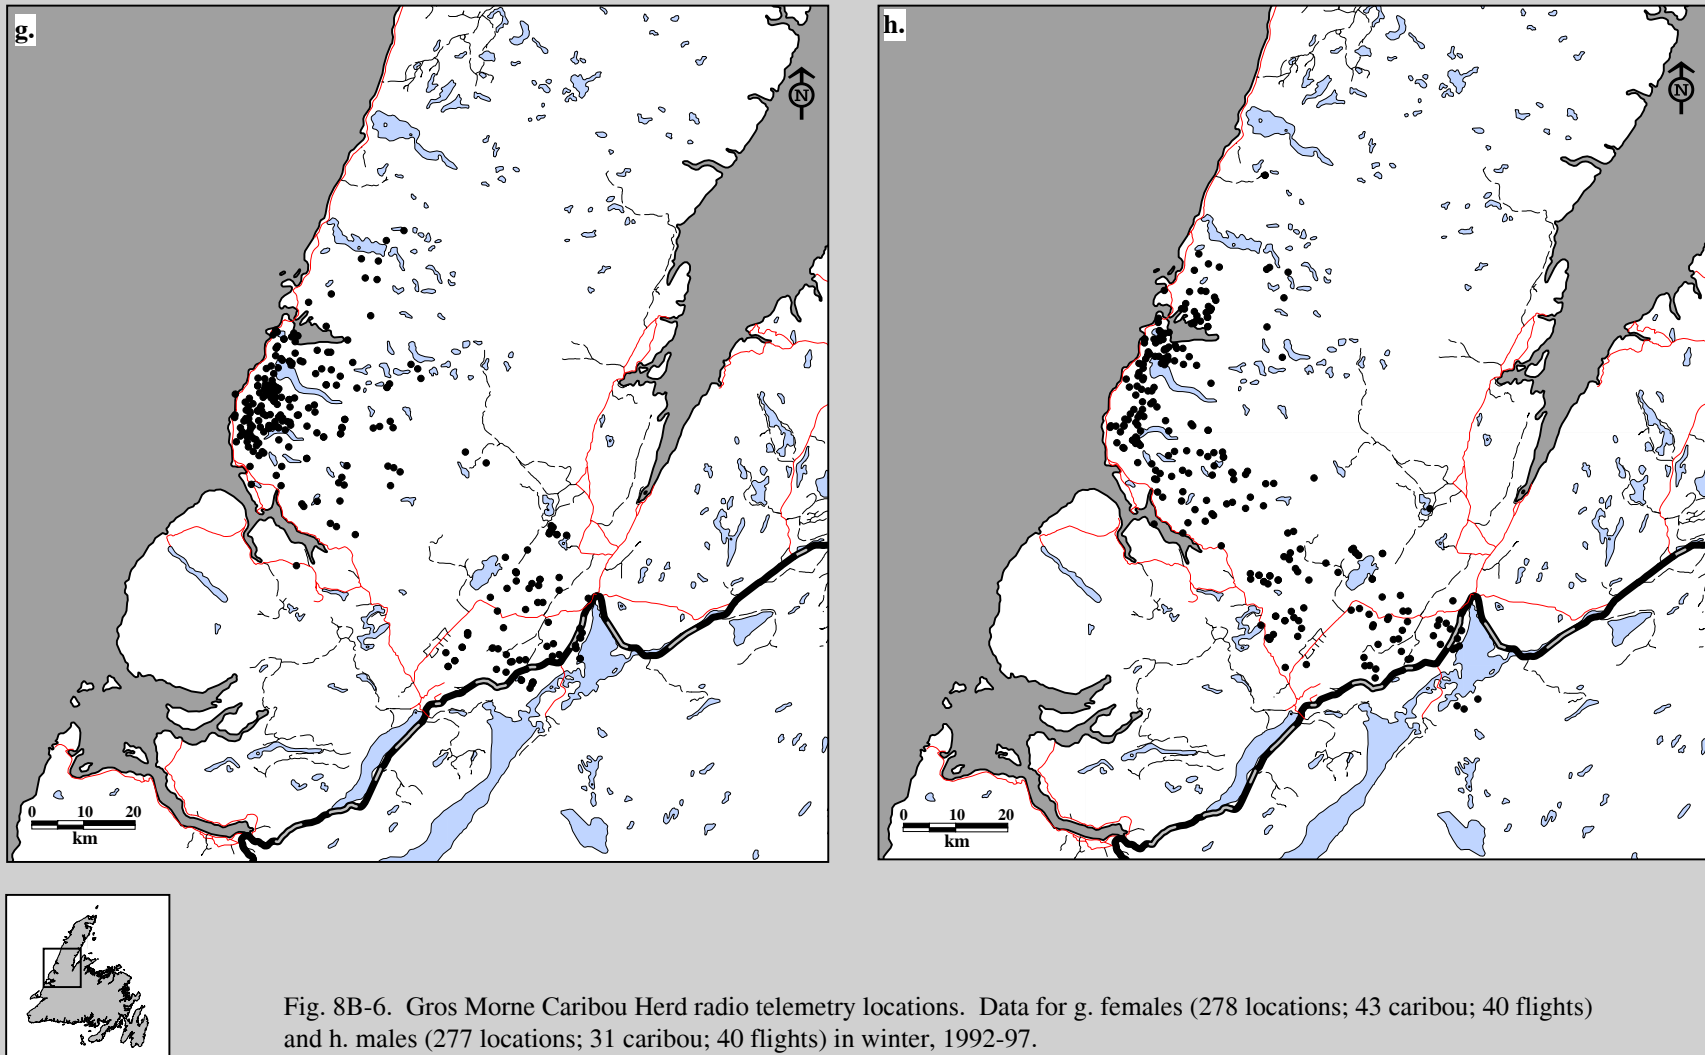 g.
N
0 10 20
km
h.
N
0 10 20
km
Fig. 8B-6. Gros Morne Caribou Herd radio telemetry locations. Data for g. females (278 locations; 43 caribou; 40 flights)
and h. males (277 locations; 31 caribou; 40 flights) in winter, 1992-97.